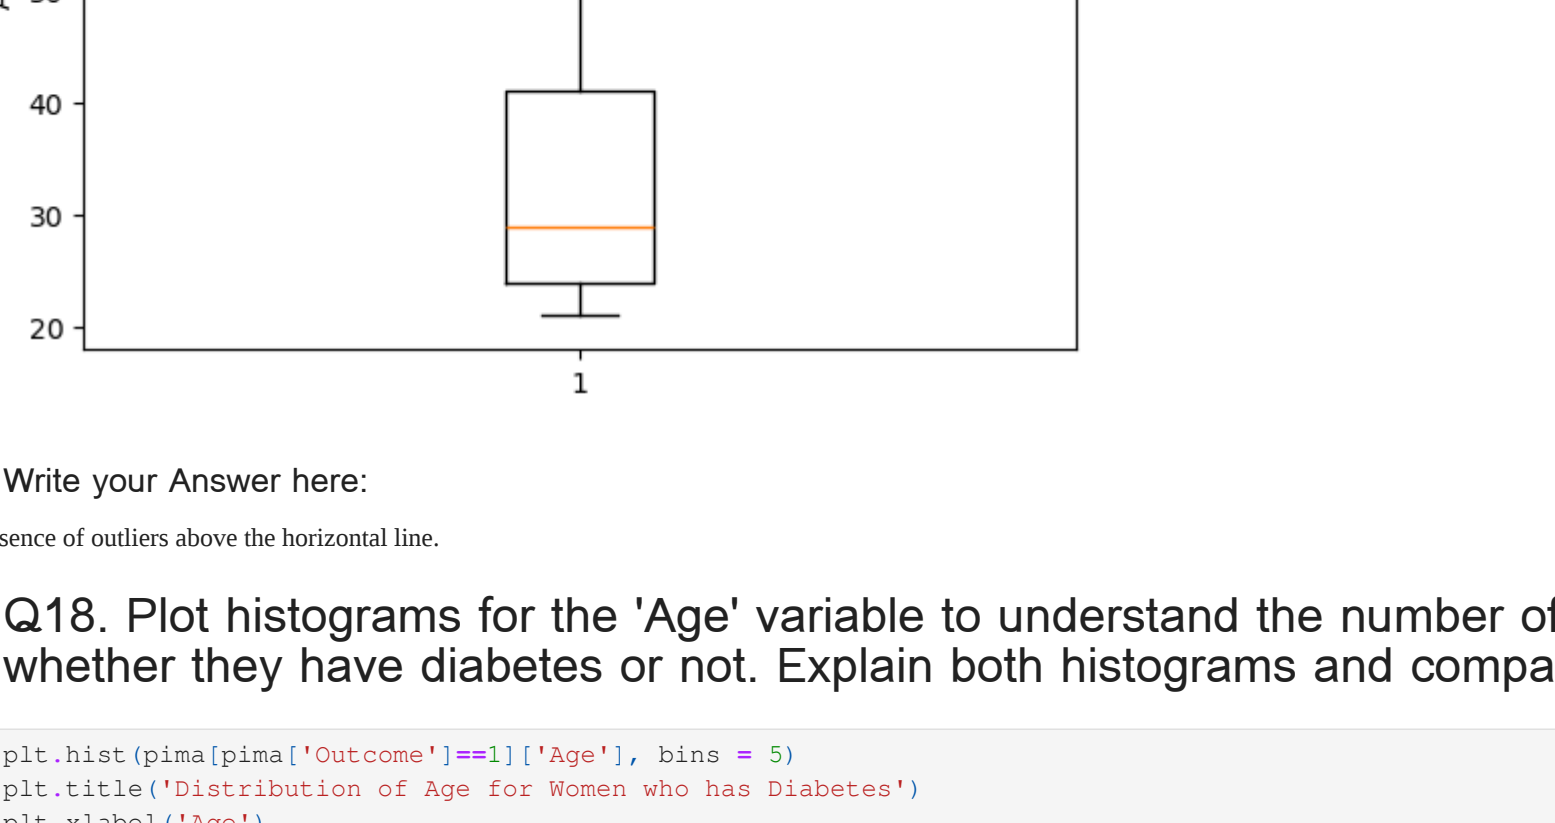 40
30
20
1
Write your Answer here:
sence of outliers above the horizontal line.
Q18. Plot histograms for the 'Age' variable to understand the number of
whether they have diabetes or not. Explain both histograms and compa
plt.hist(pima[pima['Outcome']==1]['Age'], bins = 5)
plt.title('Distribution of Age for Women who has Diabetes')
plt.xlabel('Age')